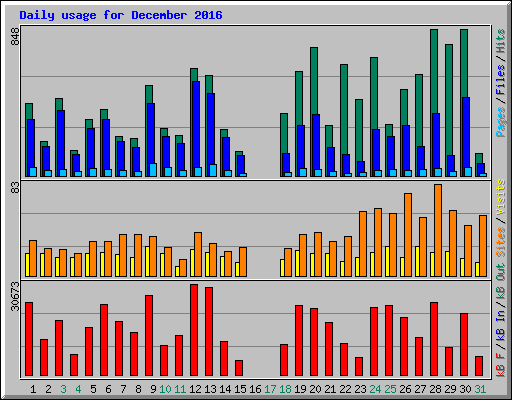 Daily usage for December 2016
848
Pages / Files / Hits
83
Sites / Visits
30673
kB F / kB In / kB Out
1 2 3 4 5 6 7 8 9 10 11 12 13 14 15 16 17 18 19 20 21 22 23 24 25 26 27 28 29 30 31